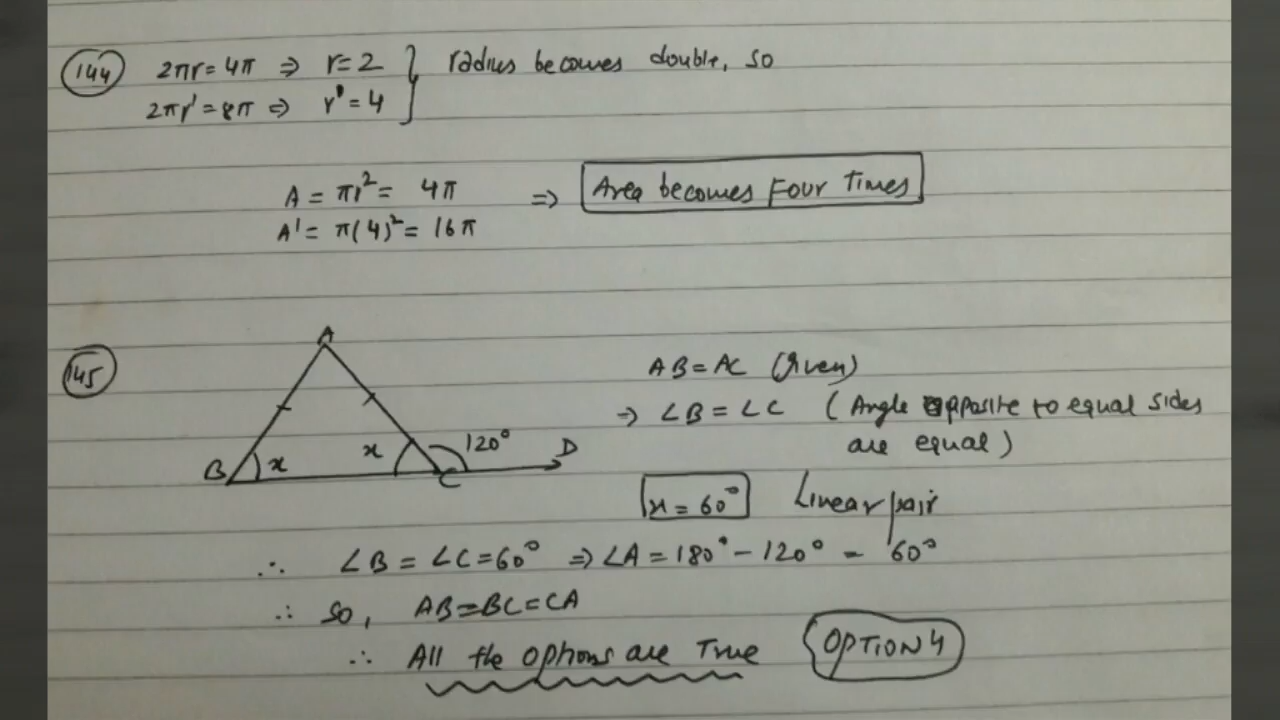 144 2πr = 4π ⇒ r = 2 } radius becomes double, so
2πr' = 8π ⇒ r' = 4
A = πr² = 4π ⇒ Area becomes Four Times
A' = π(4)² = 16π
145
A
AB = AC (Given)
⇒ ∠B = ∠C (Angle opposite to equal sides
are equal)
120° D
B x x C
x = 60° Linear pair
∴ ∠B = ∠C = 60° ⇒ ∠A = 180° - 120° = 60°
∴ so, AB = BC = CA
∴ All the options are True OPTION 4